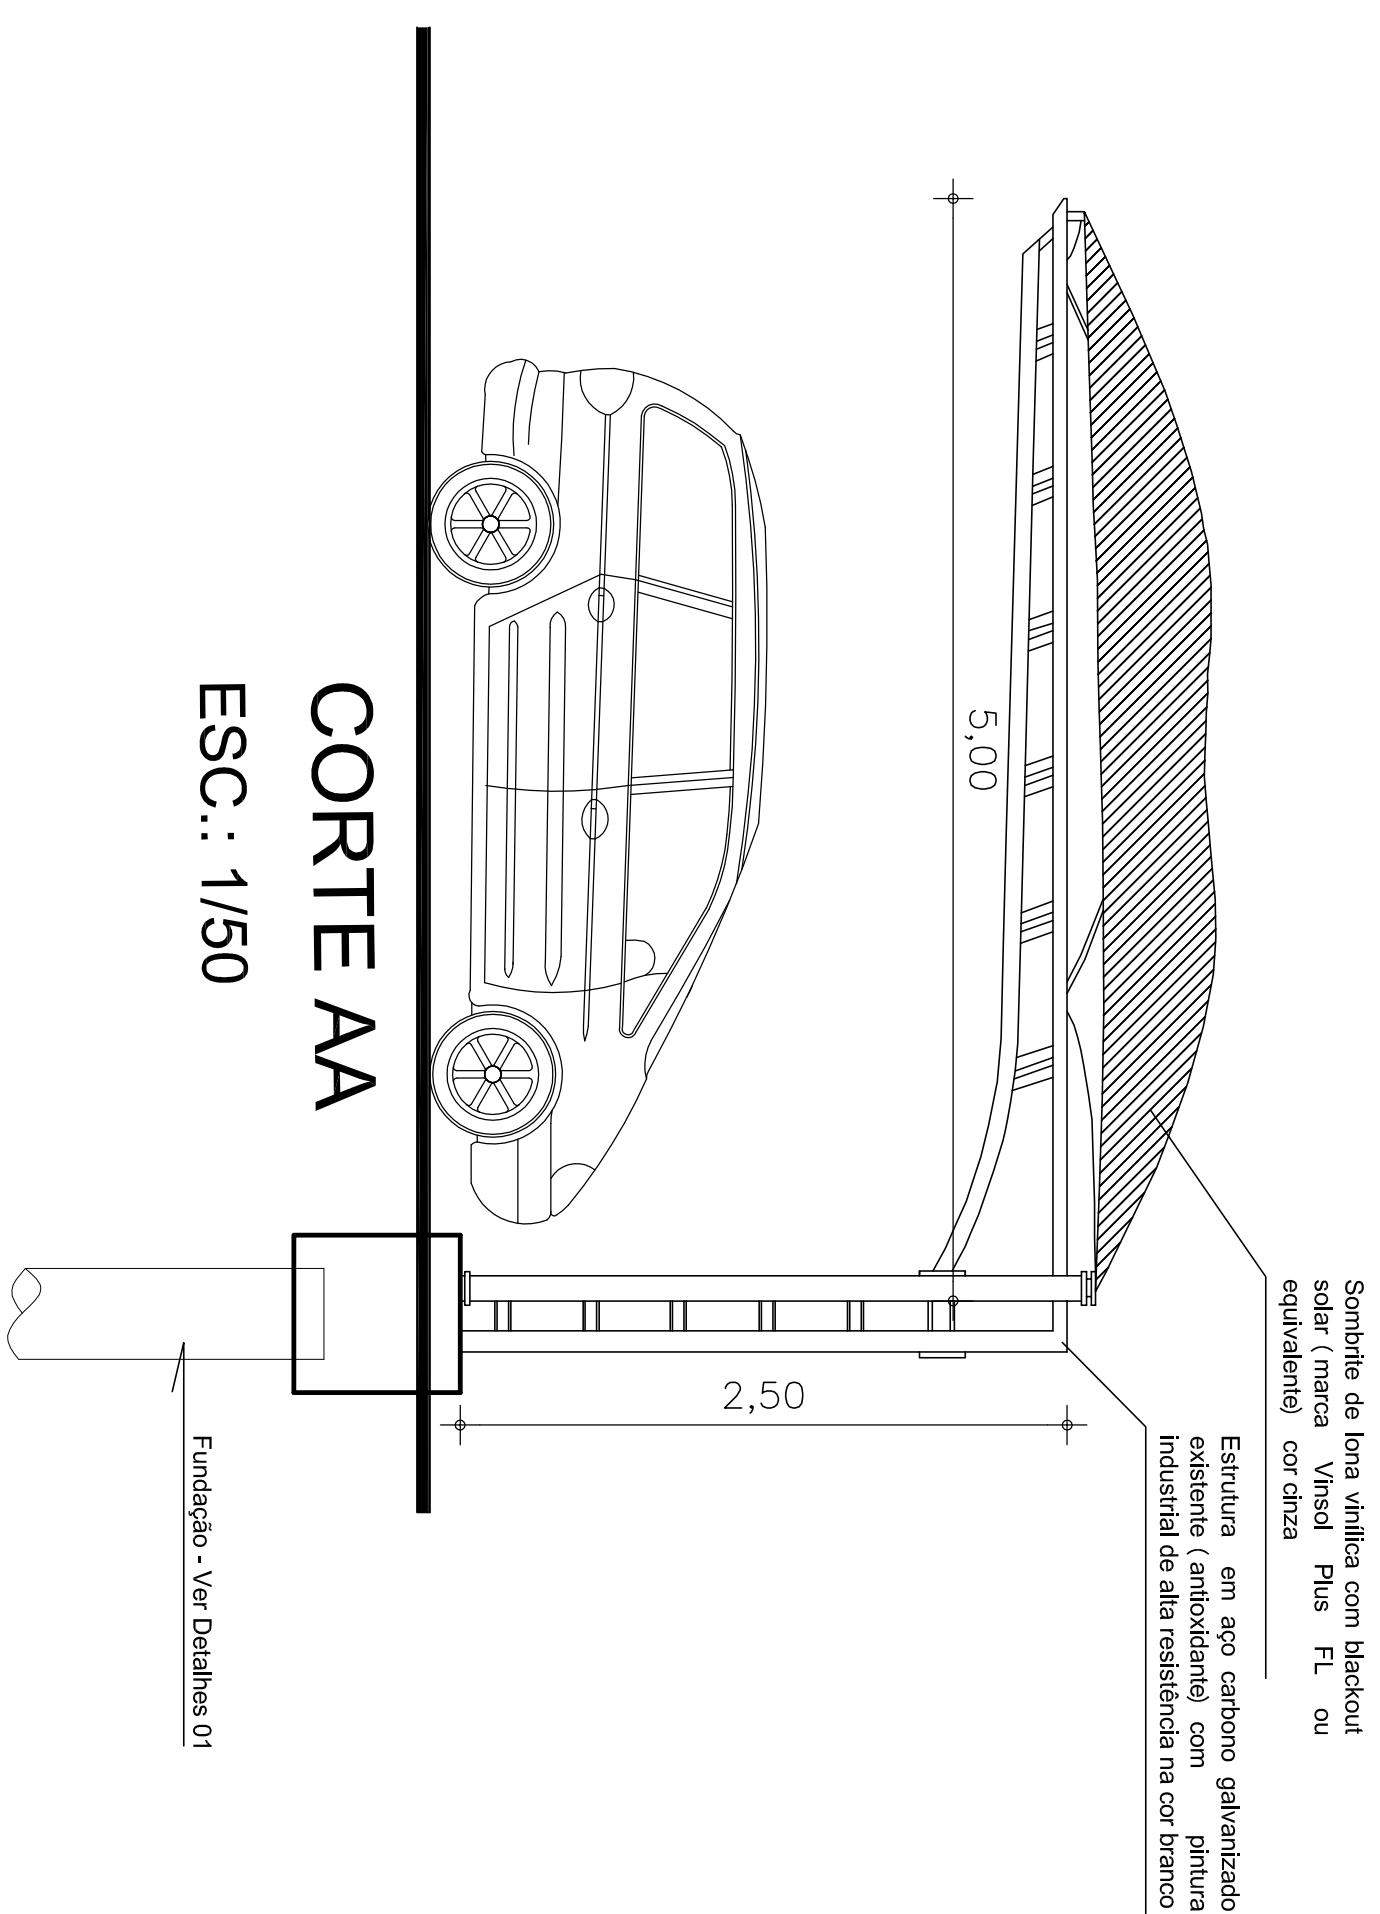 Sombrite de lona vinílica com blackout
solar ( marca Vinsol Plus FL ou
equivalente) cor cinza
Estrutura em aço carbono galvanizado
existente ( antioxidante) com pintura
industrial de alta resistência na cor branco
5,00
2,50
CORTE AA
ESC.: 1/50
Fundação - Ver Detalhes 01